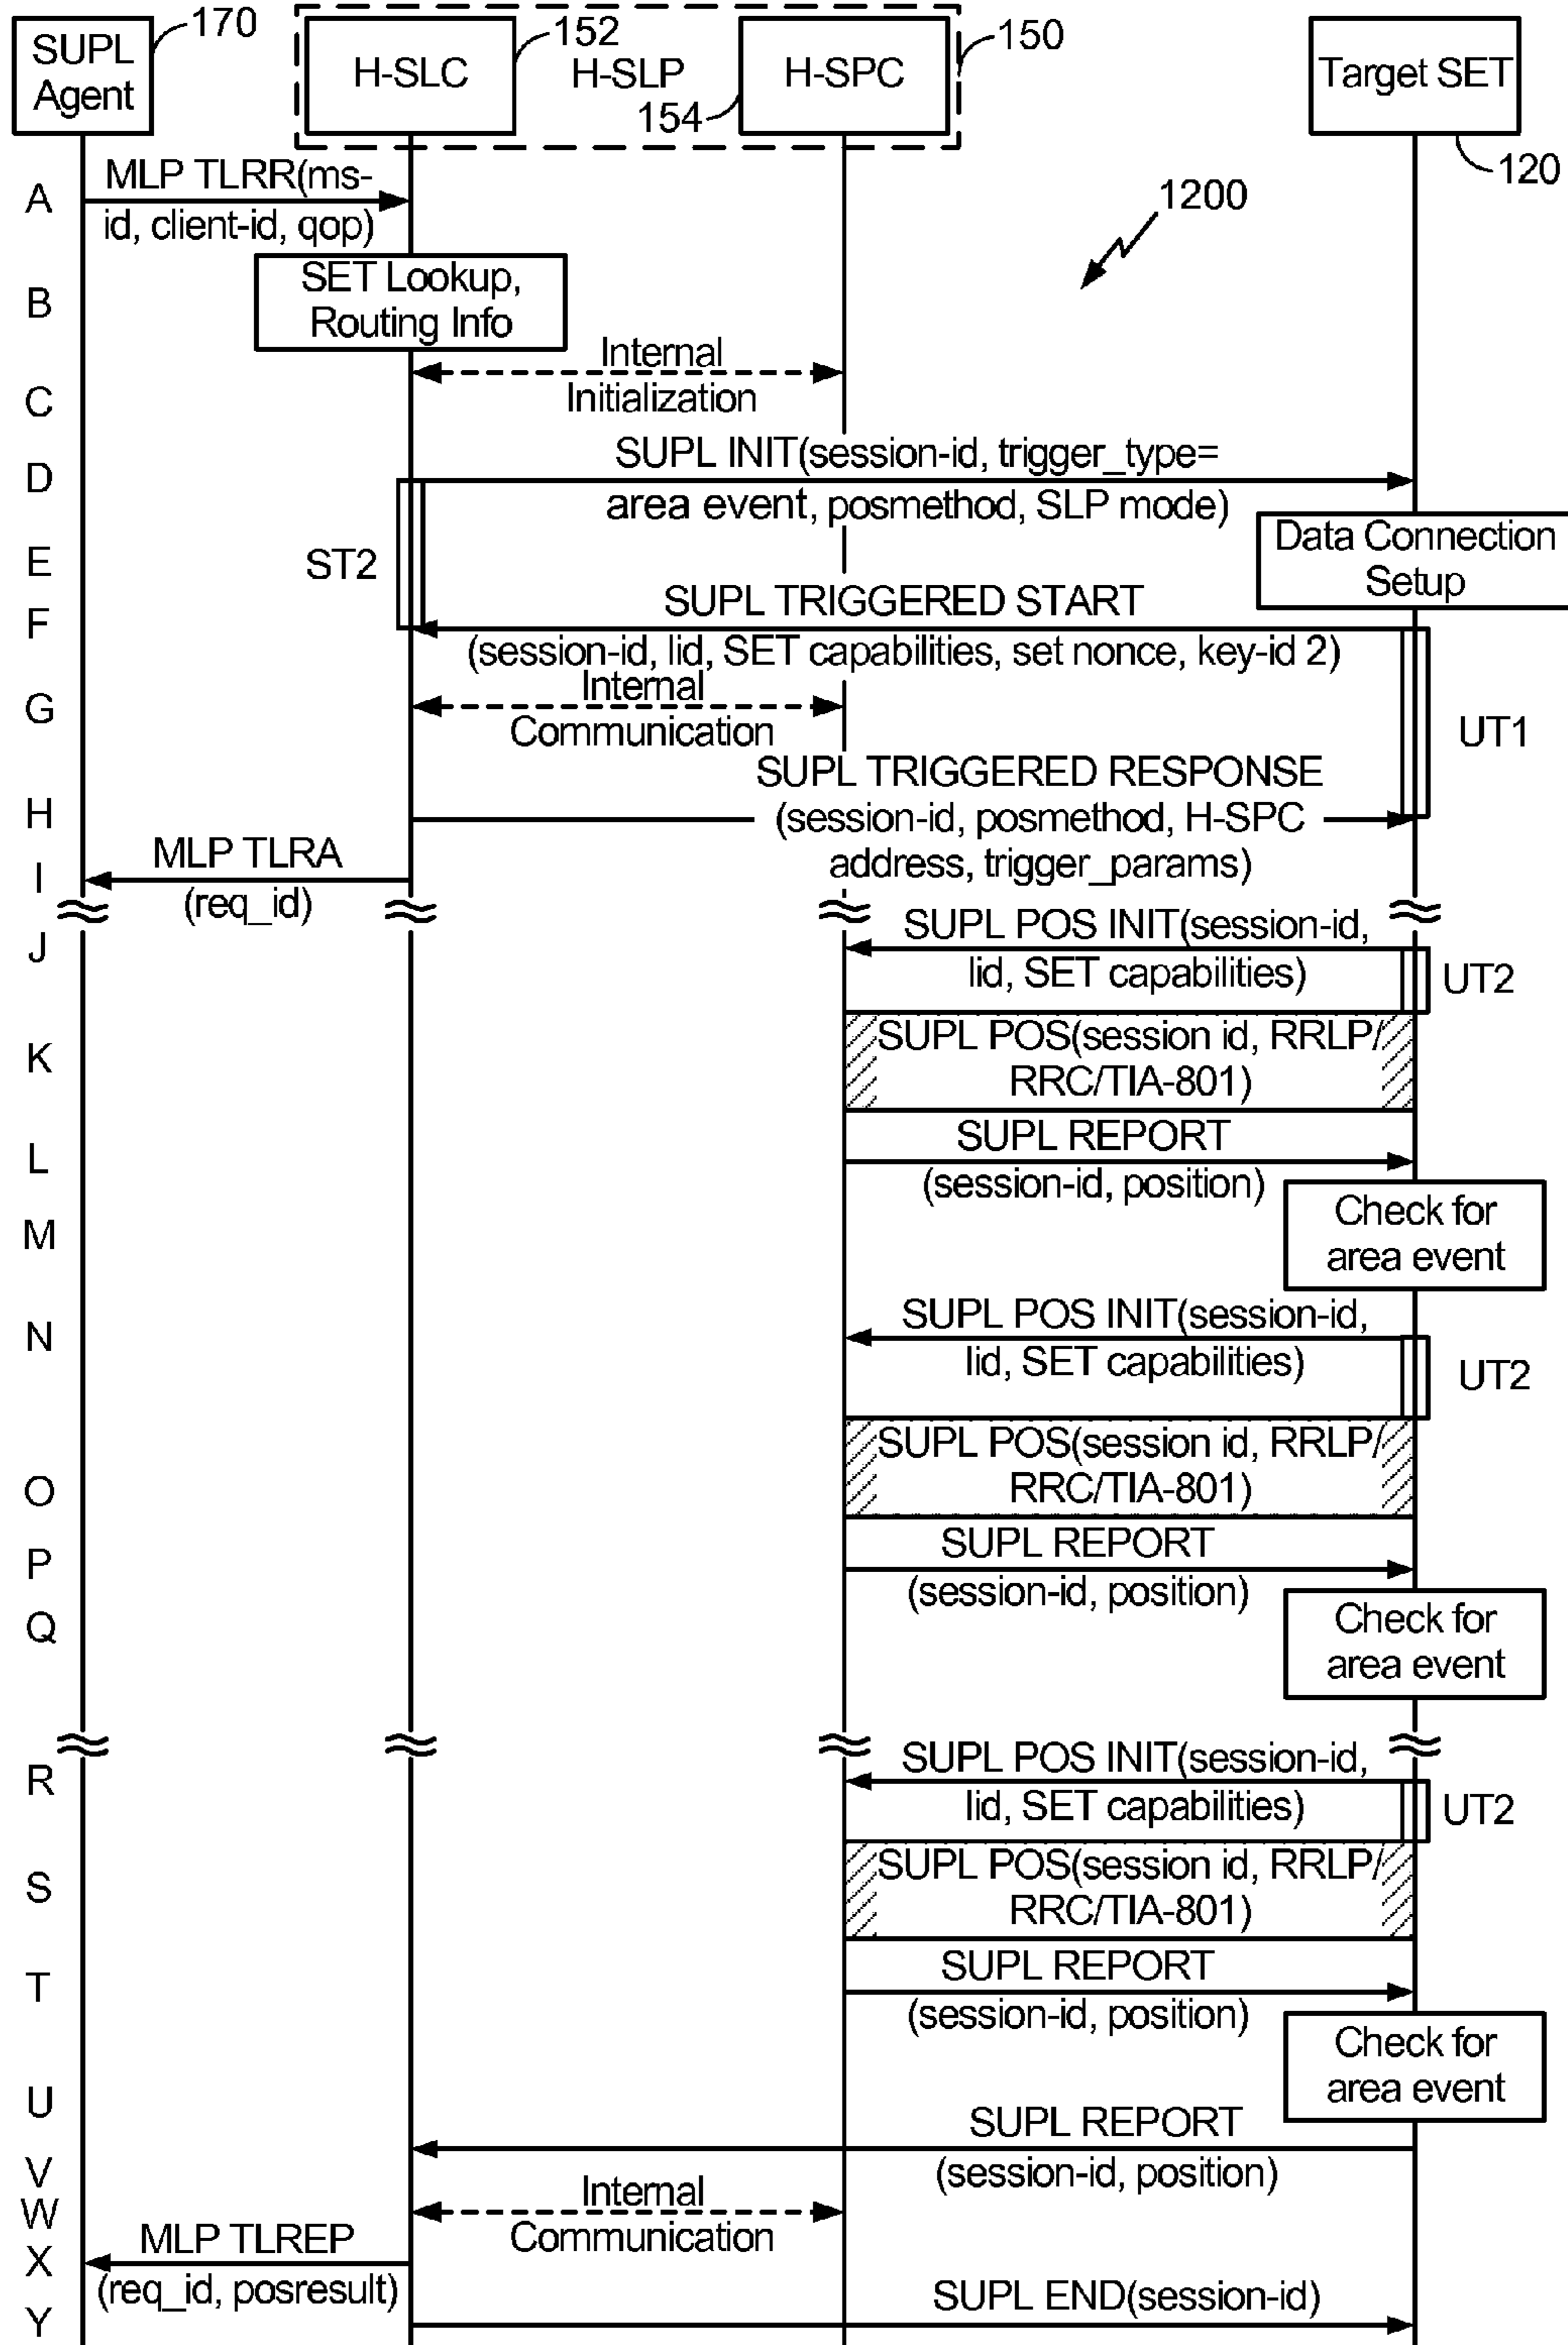 SUPL
Agent
170
H-SLC
152
H-SLP
154
H-SPC
150
Target SET
120
1200
A
MLP TLRR(ms-
id, client-id, qop)
B
SET Lookup,
Routing Info
C
Internal
Initialization
D
SUPL INIT(session-id, trigger_type=
area event, posmethod, SLP mode)
E
ST2
Data Connection
Setup
F
SUPL TRIGGERED START
(session-id, lid, SET capabilities, set nonce, key-id 2)
G
Internal
Communication
UT1
H
SUPL TRIGGERED RESPONSE
(session-id, posmethod, H-SPC
address, trigger_params)
I
MLP TLRA
(req_id)
J
SUPL POS INIT(session-id,
lid, SET capabilities)
UT2
K
SUPL POS(session id, RRLP/
RRC/TIA-801)
L
SUPL REPORT
(session-id, position)
M
Check for
area event
N
SUPL POS INIT(session-id,
lid, SET capabilities)
UT2
O
SUPL POS(session id, RRLP/
RRC/TIA-801)
P
SUPL REPORT
(session-id, position)
Q
Check for
area event
R
SUPL POS INIT(session-id,
lid, SET capabilities)
UT2
S
SUPL POS(session id, RRLP/
RRC/TIA-801)
T
SUPL REPORT
(session-id, position)
U
Check for
area event
V
SUPL REPORT
(session-id, position)
W
Internal
Communication
X
MLP TLREP
(req_id, posresult)
Y
SUPL END(session-id)